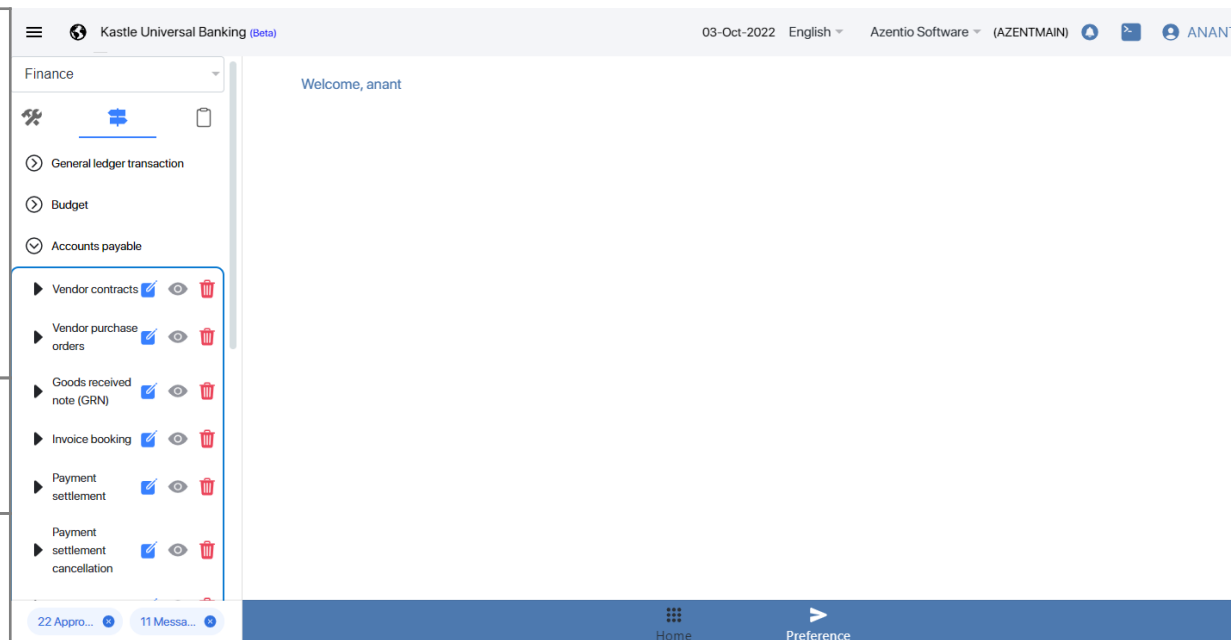 Kastle Universal Banking (Beta)
03-Oct-2022 English Azentio Software (AZENTMAIN) ANANT
Finance
Welcome, anant
General ledger transaction
Budget
Accounts payable
Vendor contracts
Vendor purchase
orders
Goods received
note (GRN)
Invoice booking
Payment
settlement
Payment
settlement
cancellation
22 Appro...
11 Messa...
Home
Preference